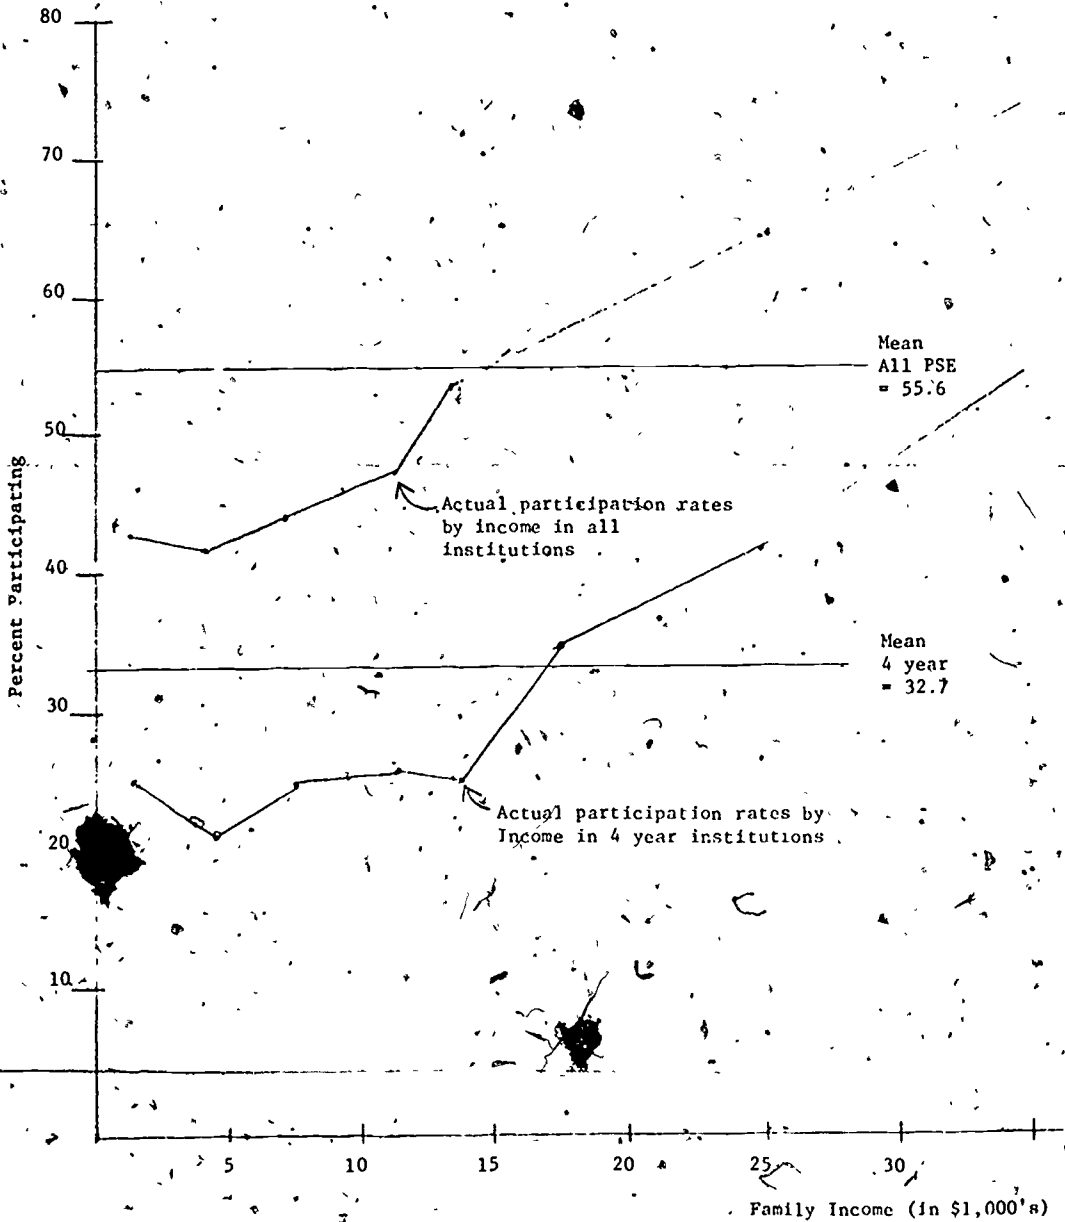 80
70
60
Mean
All PSE
= 55.6
50
Percent Participating
Actual participation rates
by income in all
institutions
40
Mean
4 year
= 32.7
30
Actual participation rates by
Income in 4 year institutions
20
10
5 10 15 20 25 30
Family Income (in $1,000's)